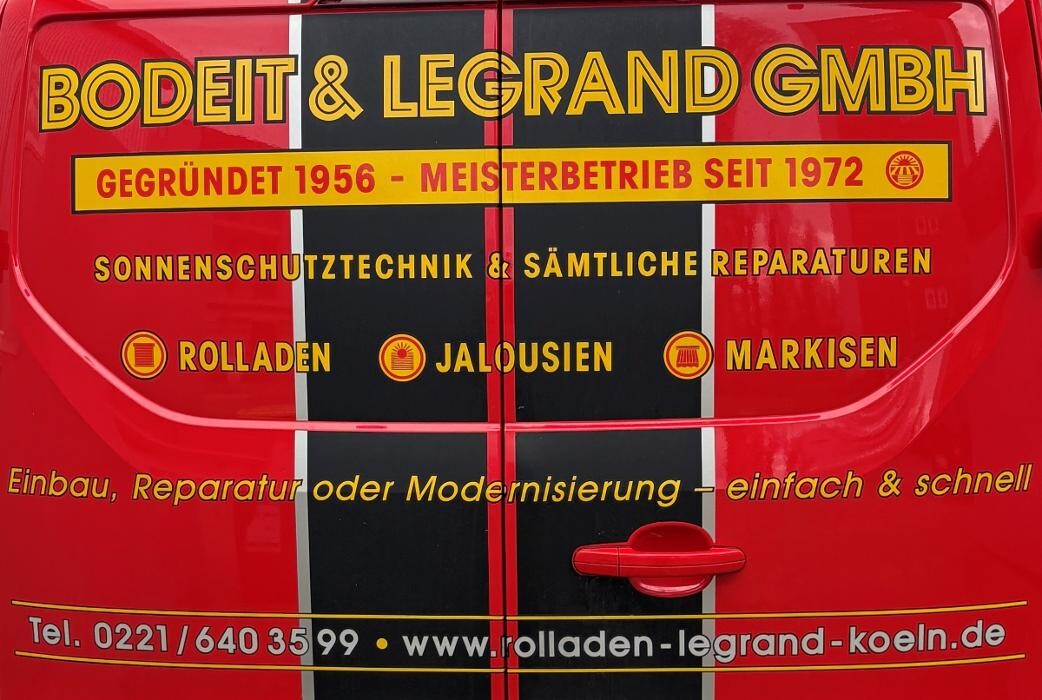 BODEIT & LEGRAND GMBH
GEGRÜNDET 1956 - MEISTERBETRIEB SEIT 1972
SONNENSCHUTZTECHNIK & SÄMTLICHE REPARATUREN
ROLLADEN JALOUSIEN MARKISEN
Einbau, Reparatur oder Modernisierung – einfach & schnell
Tel. 0221/640 35 99 • www.rolladen-legrand-koeln.de